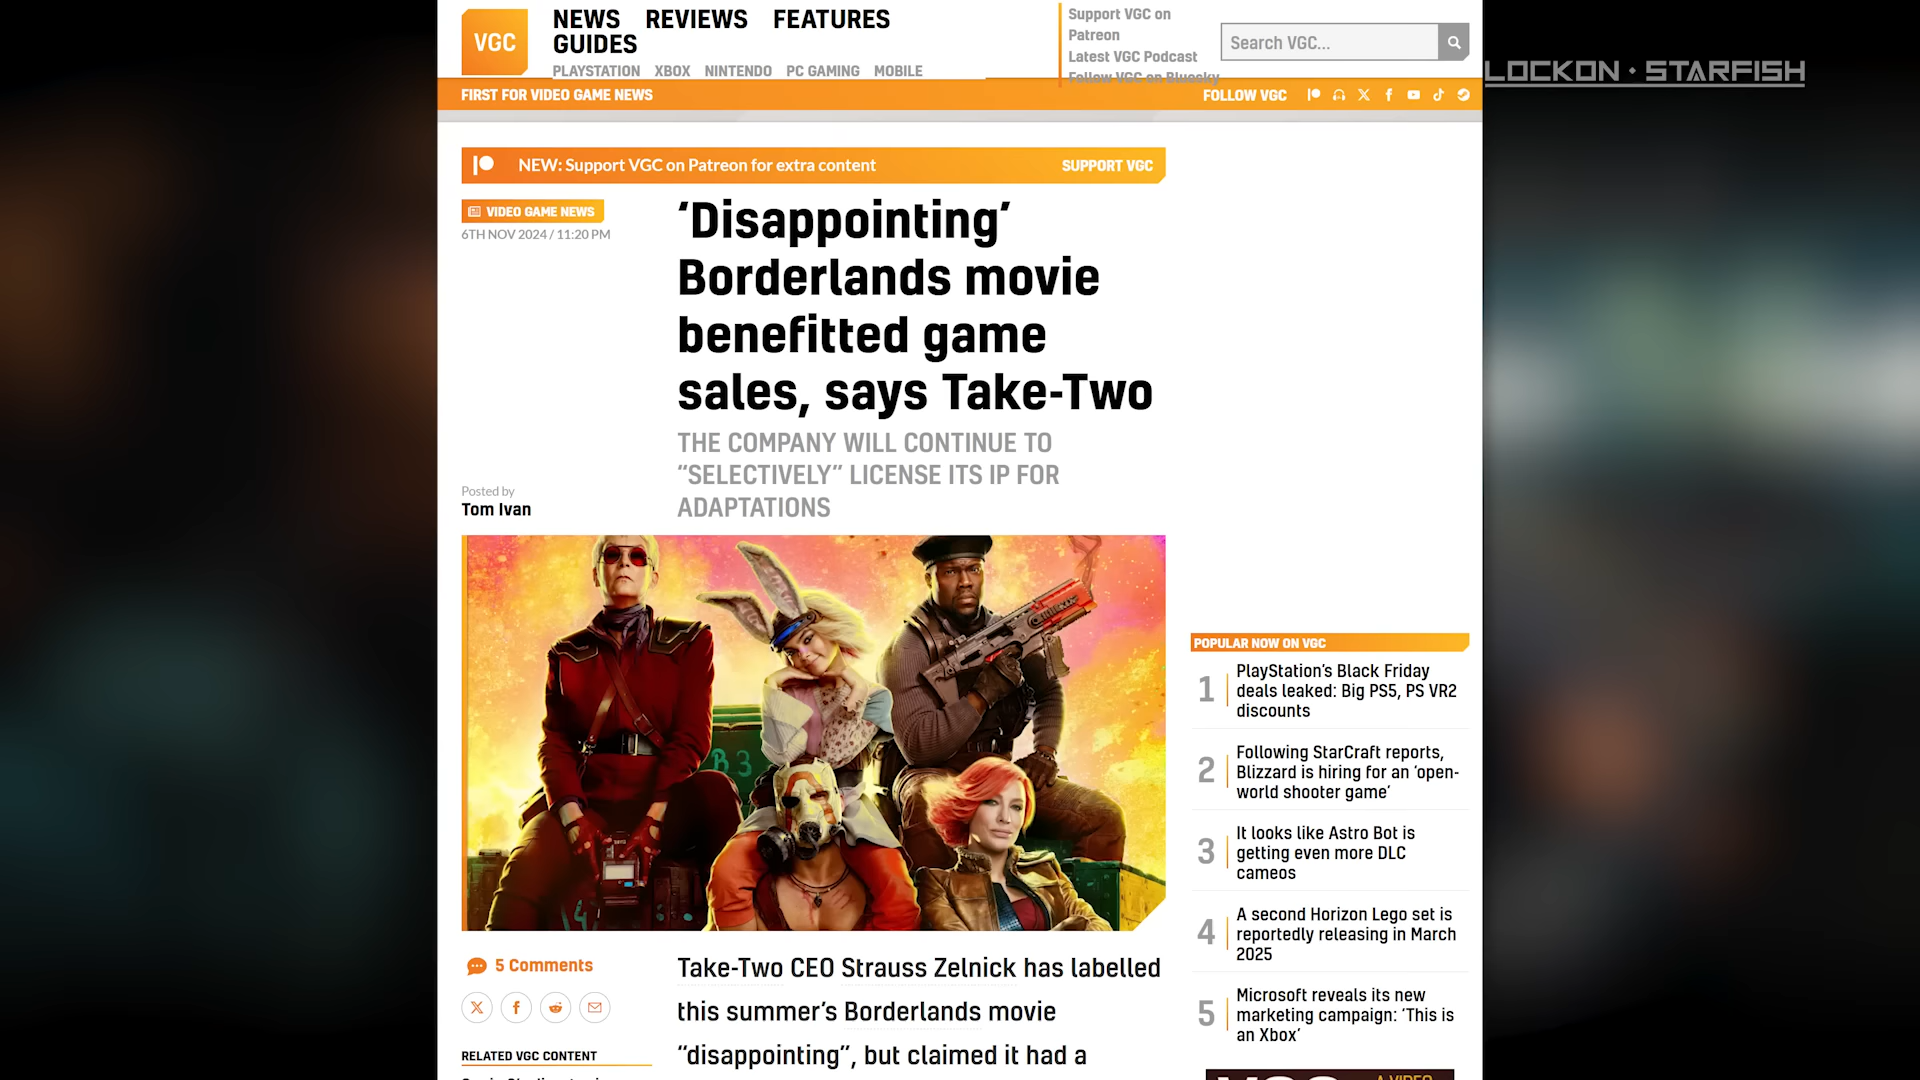 VGC
NEWS REVIEWS FEATURES
GUIDES
PLAYSTATION XBOX NINTENDO PC GAMING MOBILE
Support VGC on
Patreon
Latest VGC Podcast
Follow VGC on Bluesky
Search VGC...
LOCKON · STARFISH
FIRST FOR VIDEO GAME NEWS
FOLLOW VGC
NEW: Support VGC on Patreon for extra content
SUPPORT VGC
VIDEO GAME NEWS
6TH NOV 2024 / 11:20 PM
‘Disappointing’
Borderlands movie
benefitted game
sales, says Take-Two
THE COMPANY WILL CONTINUE TO
“SELECTIVELY” LICENSE ITS IP FOR
ADAPTATIONS
Posted by
Tom Ivan
B 3
4
5 Comments
Take-Two CEO Strauss Zelnick has labelled
this summer’s Borderlands movie
“disappointing”, but claimed it had a
RELATED VGC CONTENT
POPULAR NOW ON VGC
1
PlayStation’s Black Friday
deals leaked: Big PS5, PS VR2
discounts
2
Following StarCraft reports,
Blizzard is hiring for an ‘open-
world shooter game’
3
It looks like Astro Bot is
getting even more DLC
cameos
4
A second Horizon Lego set is
reportedly releasing in March
2025
5
Microsoft reveals its new
marketing campaign: ‘This is
an Xbox’
A VIDEO